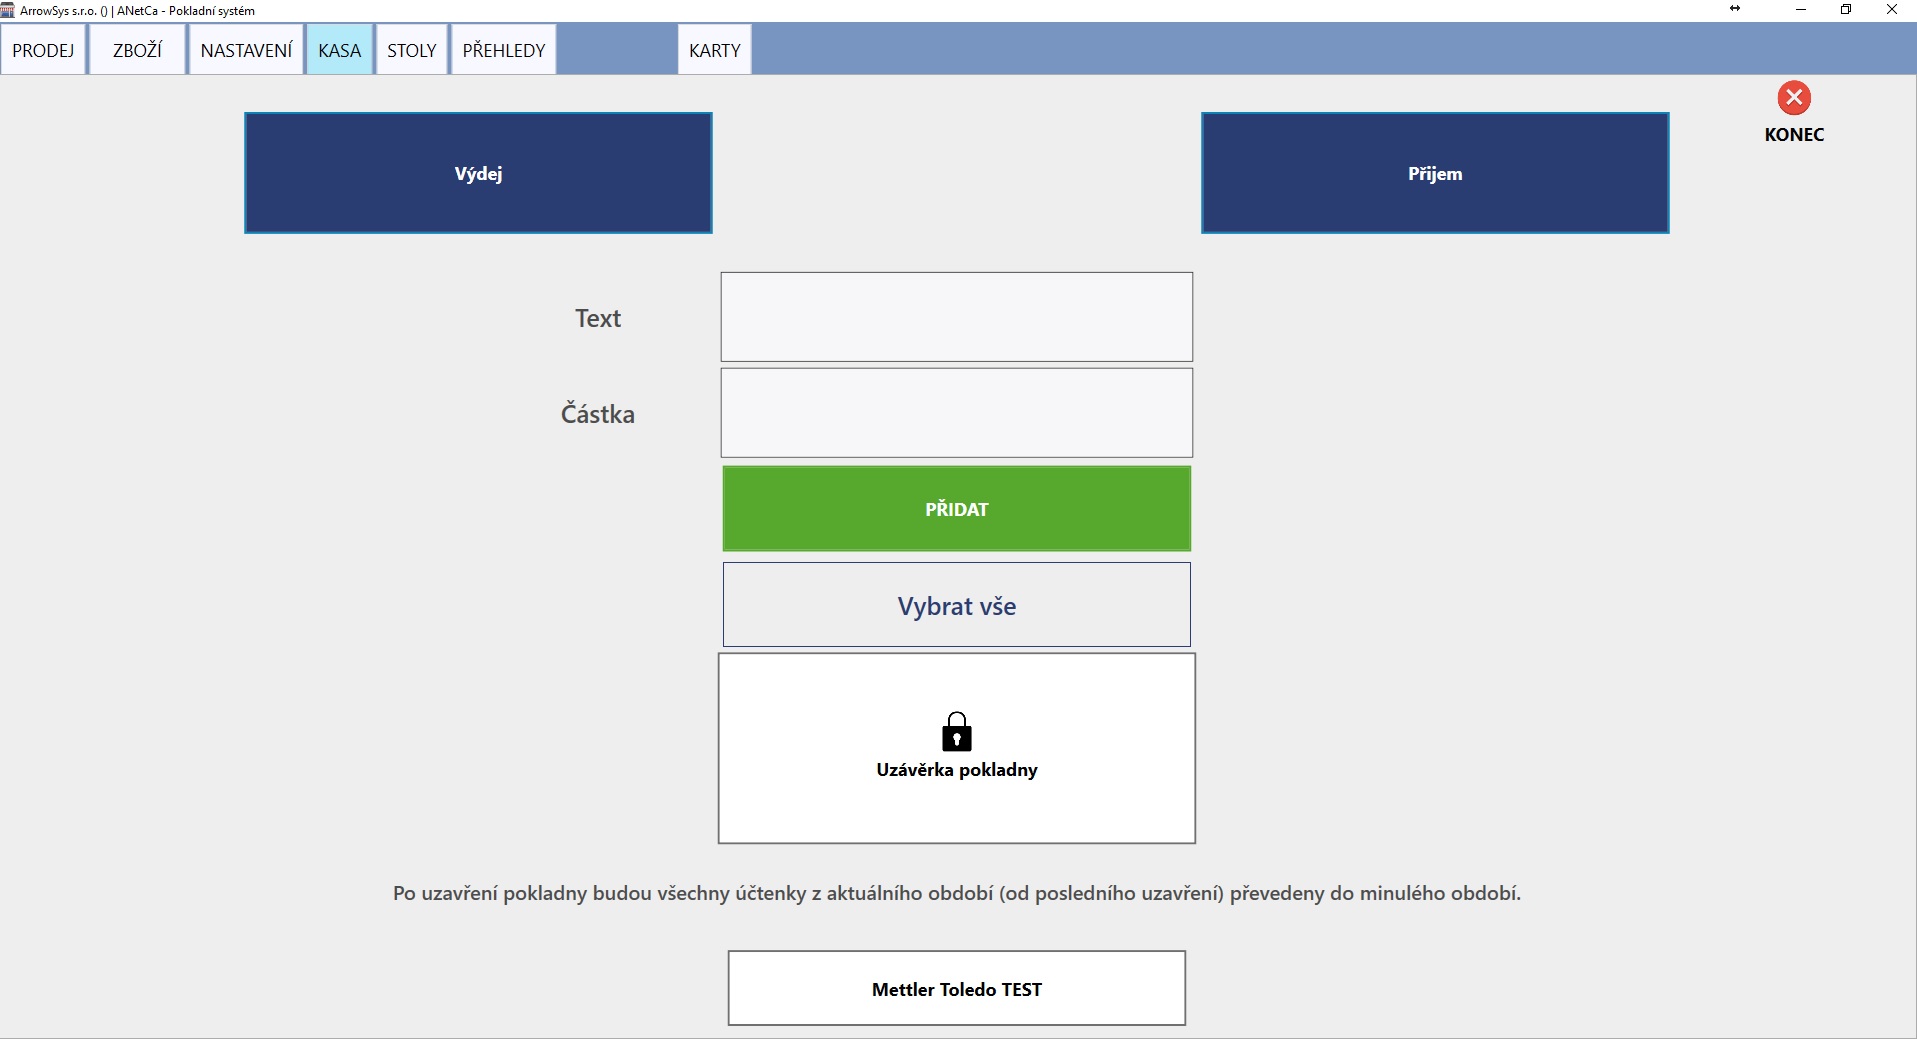 ArrowSys s.r.o. () | ANetCa - Pokladní systém
PRODEJ ZBOŽÍ NASTAVENÍ KASA STOLY PŘEHLEDY KARTY
KONEC
Výdej Přijem
Text
Částka
PŘIDAT
Vybrat vše
Uzávěrka pokladny
Po uzavření pokladny budou všechny účtenky z aktuálního období (od posledního uzavření) převedeny do minulého období.
Mettler Toledo TEST